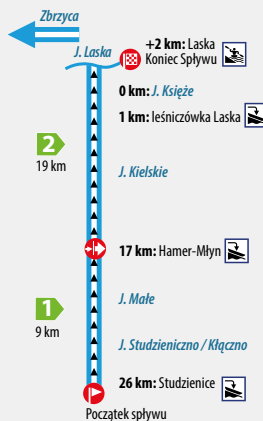 Zbrzyca
J. Laska
+2 km: Laska
Koniec Spływu
0 km: J. Księże
1 km: leśniczówka Laska
2
19 km
J. Kielskie
17 km: Hamer-Młyn
1
9 km
J. Małe
J. Studzieniczno / Kłączno
26 km: Studzienice
Początek spływu